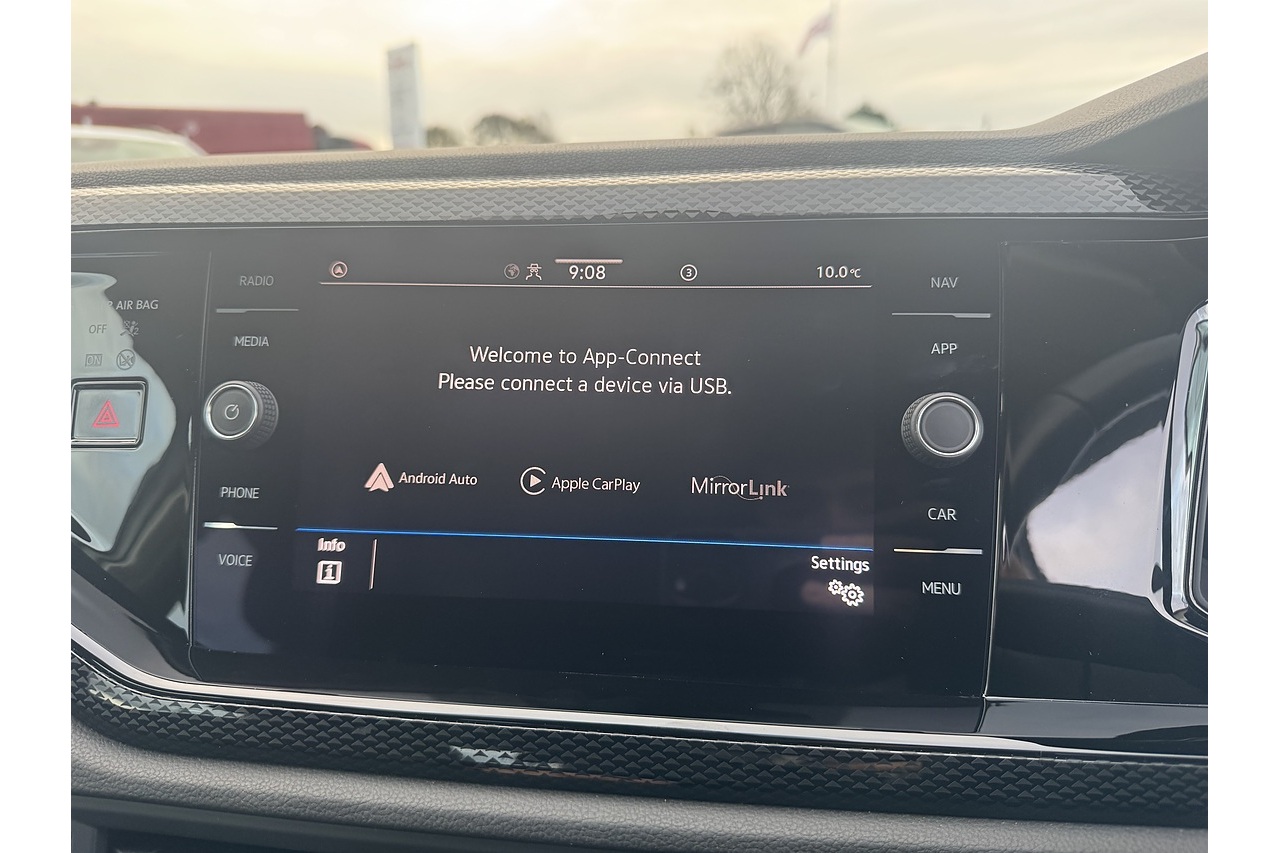 RADIO
MEDIA
PHONE
VOICE
AIR BAG
OFF
ON
9:08
3
10.0°C
Welcome to App-Connect
Please connect a device via USB.
Android Auto
Apple CarPlay
MirrorLink
Info
i
Settings
NAV
APP
CAR
MENU